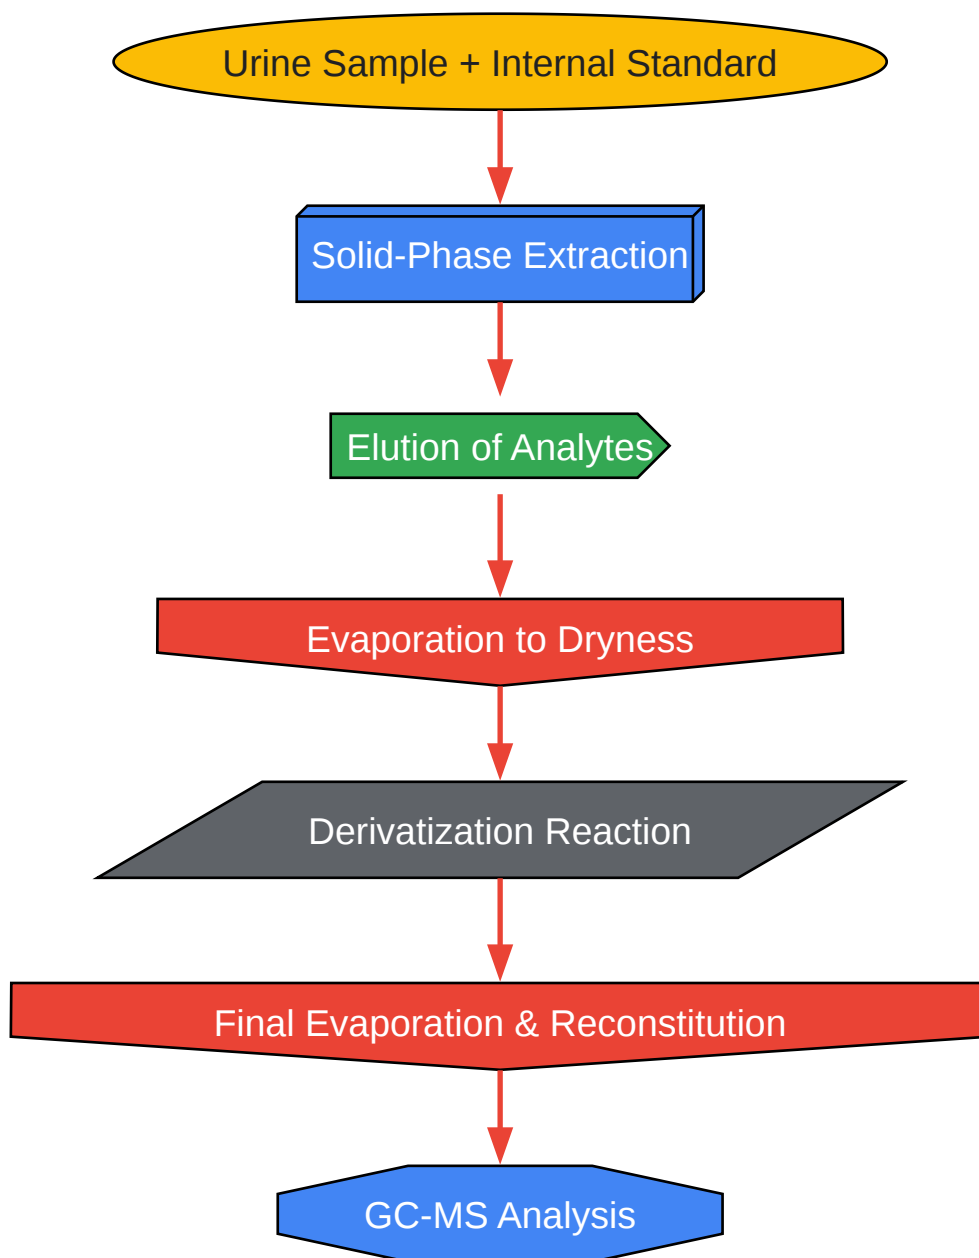 Urine Sample + Internal Standard
Solid-Phase Extraction
Elution of Analytes
Evaporation to Dryness
Derivatization Reaction
Final Evaporation & Reconstitution
GC-MS Analysis